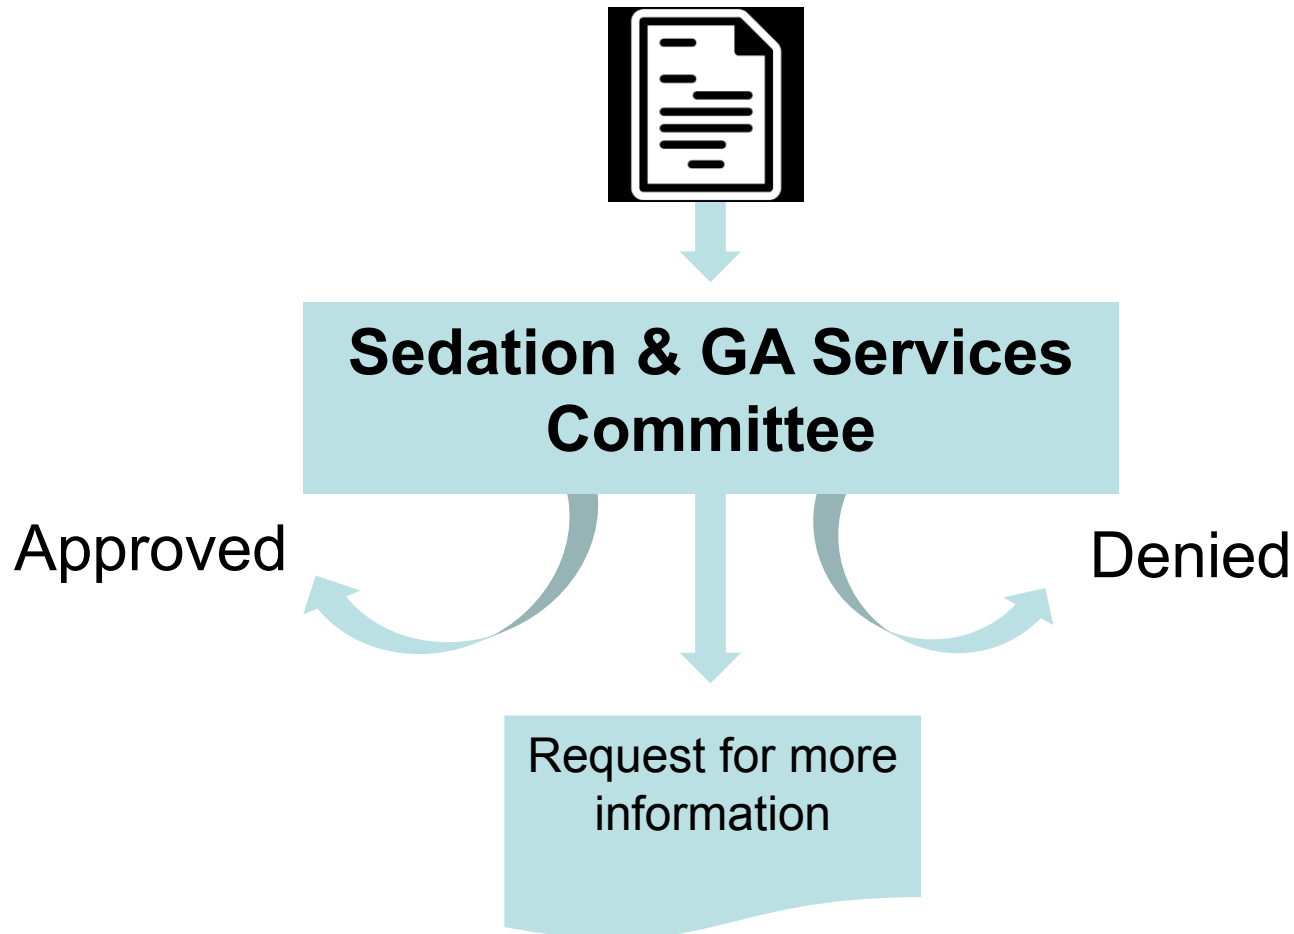 Sedation & GA Services
Committee
Approved
Denied
Request for more
information